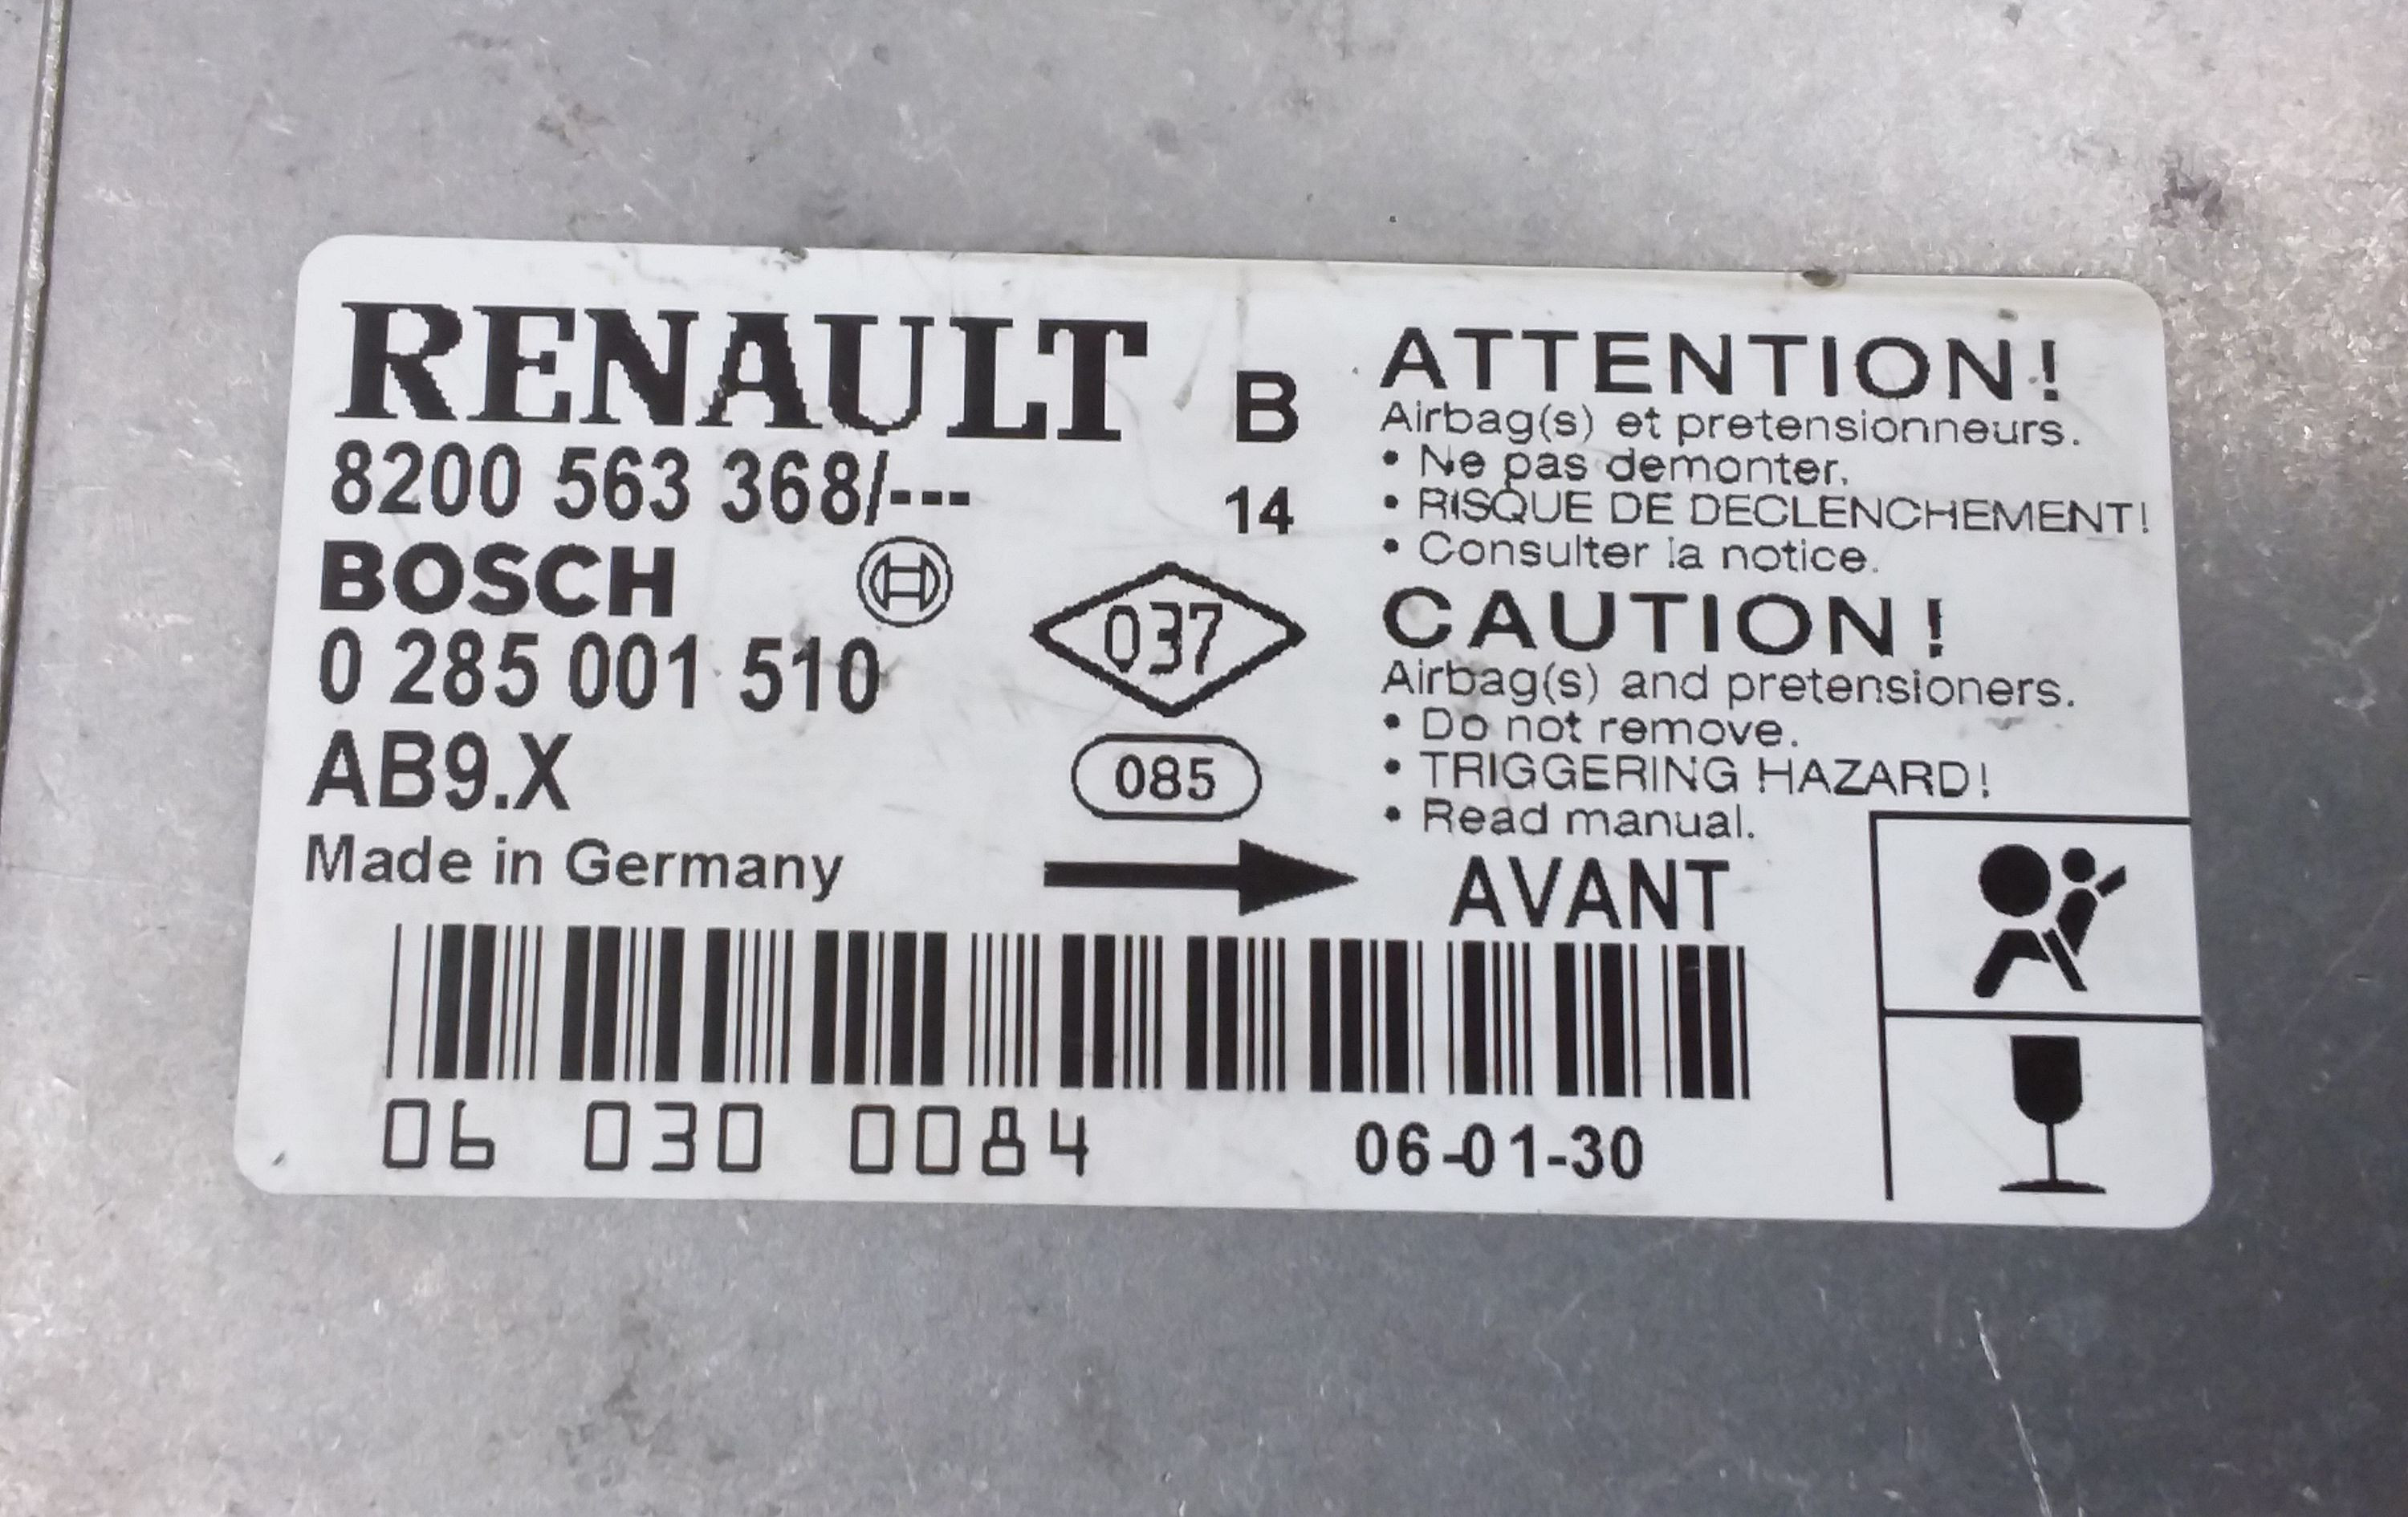 RENAULT
B
8200 563 368/---
14
BOSCH
0 285 001 510
037
AB9.X
085
Made in Germany
ATTENTION!
Airbag(s) et pretensionneurs.
• Ne pas demonter.
• RISQUE DE DECLENCHEMENT!
• Consulter la notice.
CAUTION!
Airbag(s) and pretensioners.
• Do not remove.
• TRIGGERING HAZARD!
• Read manual.
AVANT
06 030 0084
06-01-30